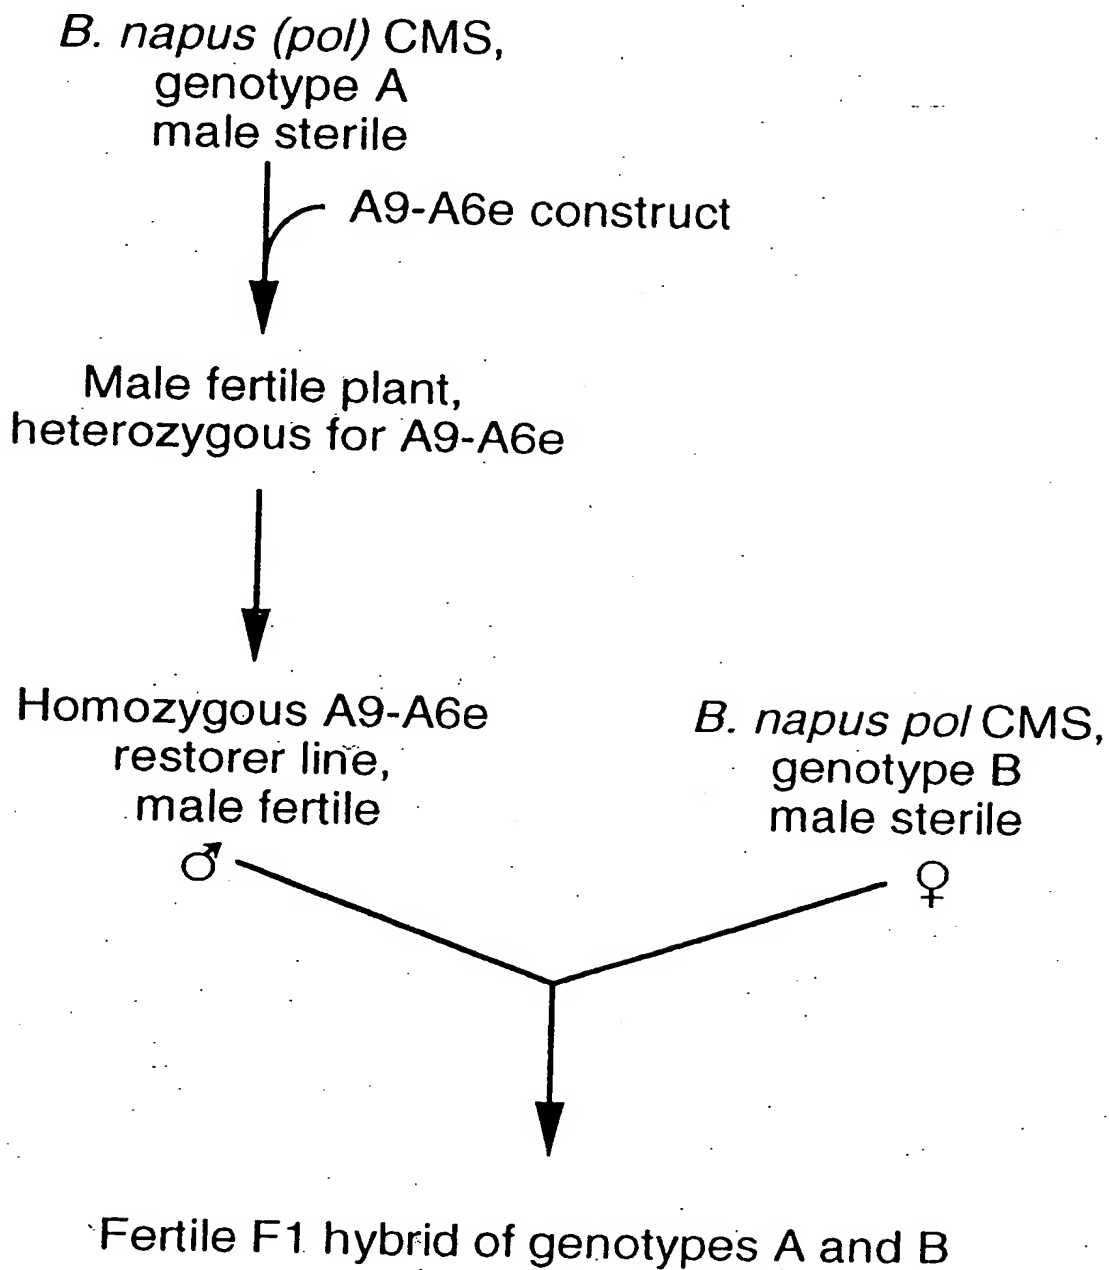 B. napus (pol) CMS,
genotype A
male sterile
A9-A6e construct
Male fertile plant,
heterozygous for A9-A6e
Homozygous A9-A6e
restorer line,
male fertile
♂
B. napus pol CMS,
genotype B
male sterile
♀
Fertile F1 hybrid of genotypes A and B